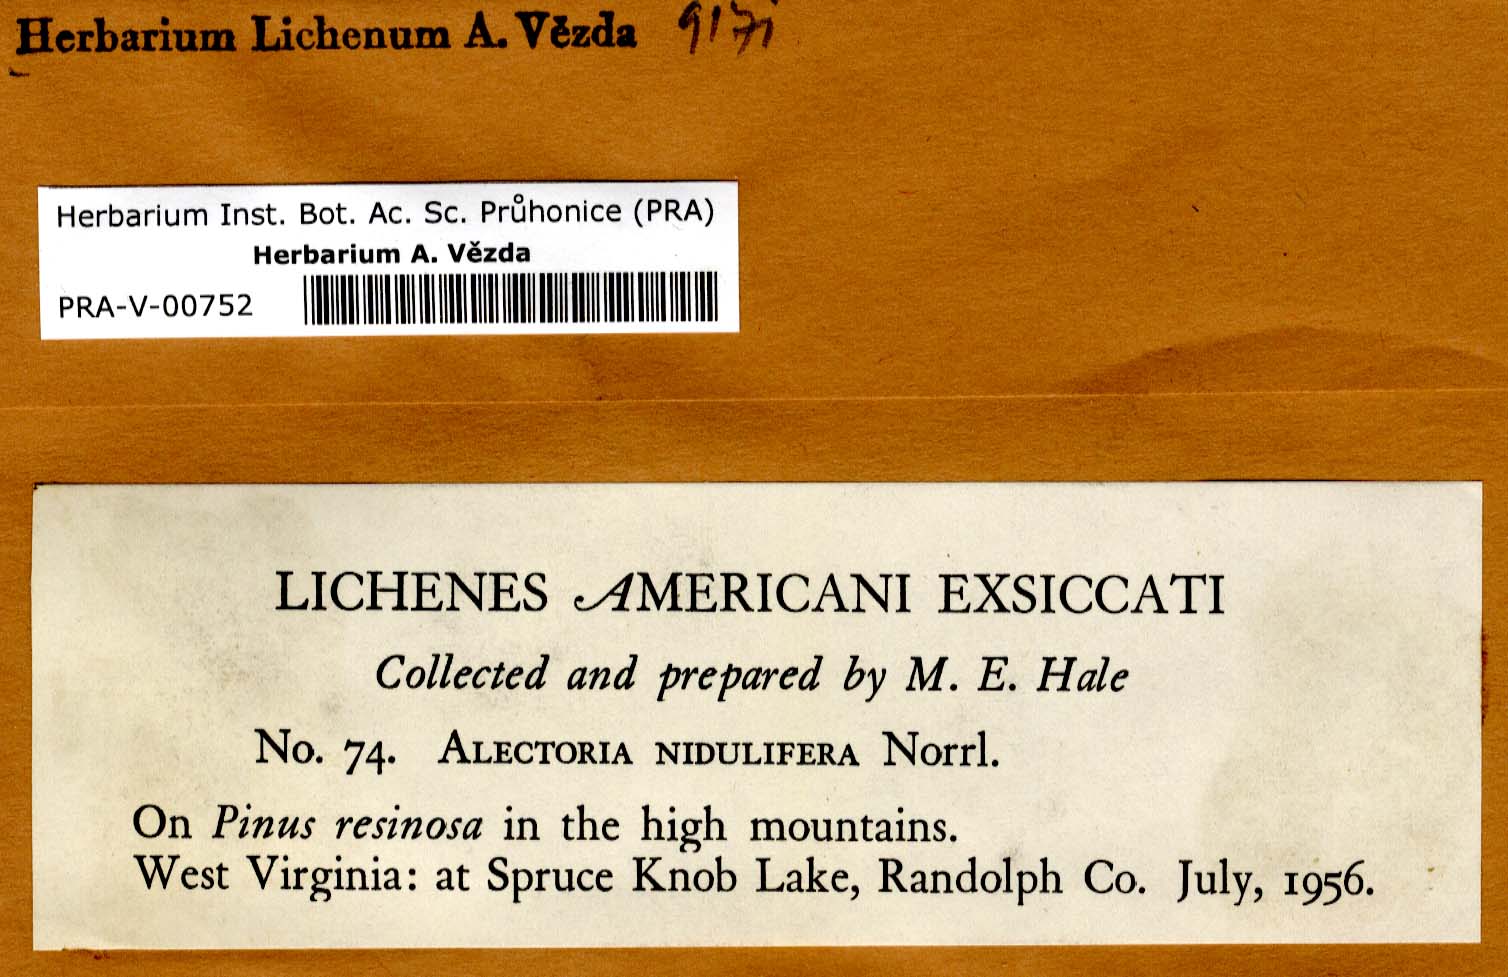 Herbarium Lichenum A. Vězda
Herbarium Inst. Bot. Ac. Sc. Průhonice (PRA)
Herbarium A. Vězda
PRA-V-00752
LICHENES AMERICANI EXSICCATI
Collected and prepared by M. E. Hale
No. 74. ALECTORIA NIDULIFERA Norrl.
On Pinus resinosa in the high mountains.
West Virginia: at Spruce Knob Lake, Randolph Co. July, 1956.